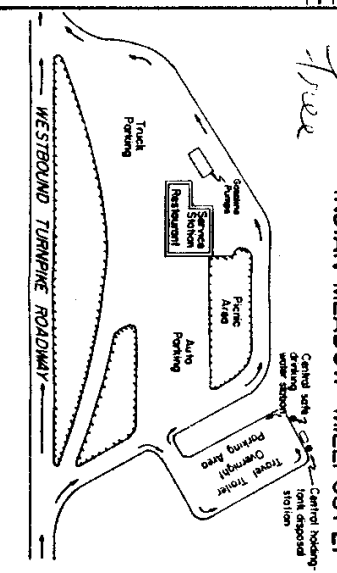 Truck
Parking
Gasoline
Pumps
Service
Station
Restaurant
Picnic
Area
Auto
Parking
Central safe
drinking
water station
Central holding-
tank disposal
station
Travel Trailer
Overnight
Parking Area
WESTBOUND TURNPIKE ROADWAY